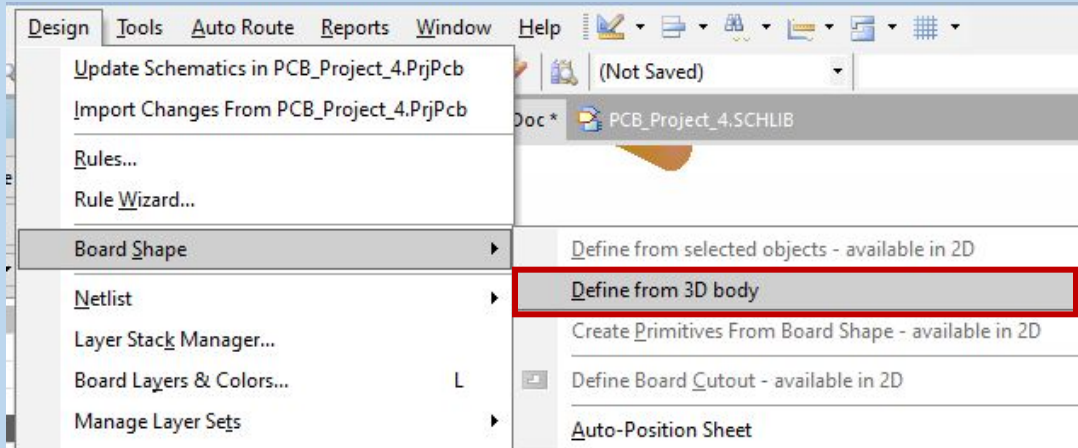 Design Tools Auto Route Reports Window Help
Update Schematics in PCB_Project_4.PrjPcb
(Not Saved)
Import Changes From PCB_Project_4.PrjPcb
Doc * PCB_Project_4.SCHLIB
Rules...
Rule Wizard...
Board Shape
Define from selected objects - available in 2D
Define from 3D body
Netlist
Create Primitives From Board Shape - available in 2D
Layer Stack Manager...
Board Layers & Colors... L
Define Board Cutout - available in 2D
Manage Layer Sets
Auto-Position Sheet